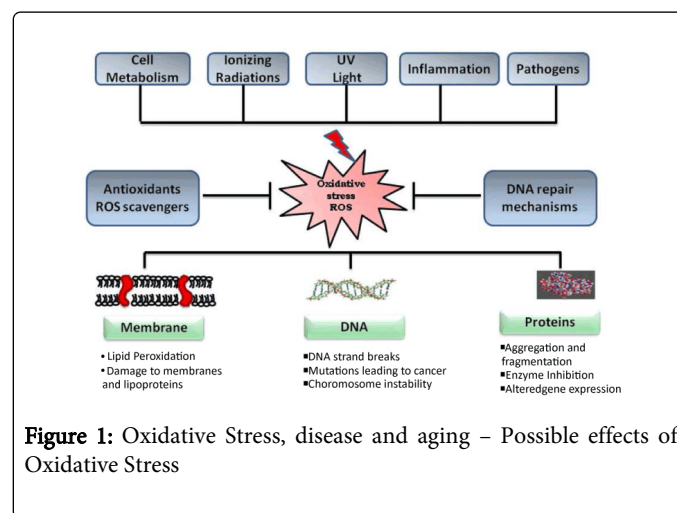 Cell
Metabolism
Ionizing
Radiations
UV
Light
Inflammation
Pathogens
Antioxidants
ROS scavengers
Oxidative
stress
ROS
DNA repair
mechanisms
Membrane
• Lipid Peroxidation
• Damage to membranes
and lipoproteins
DNA
▪DNA strand breaks
▪Mutations leading to cancer
▪Choromosome instability
Proteins
▪Aggregation and
fragmentation
▪Enzyme Inhibition
▪Alteredgene expression
Figure 1: Oxidative Stress, disease and aging – Possible effects of
Oxidative Stress